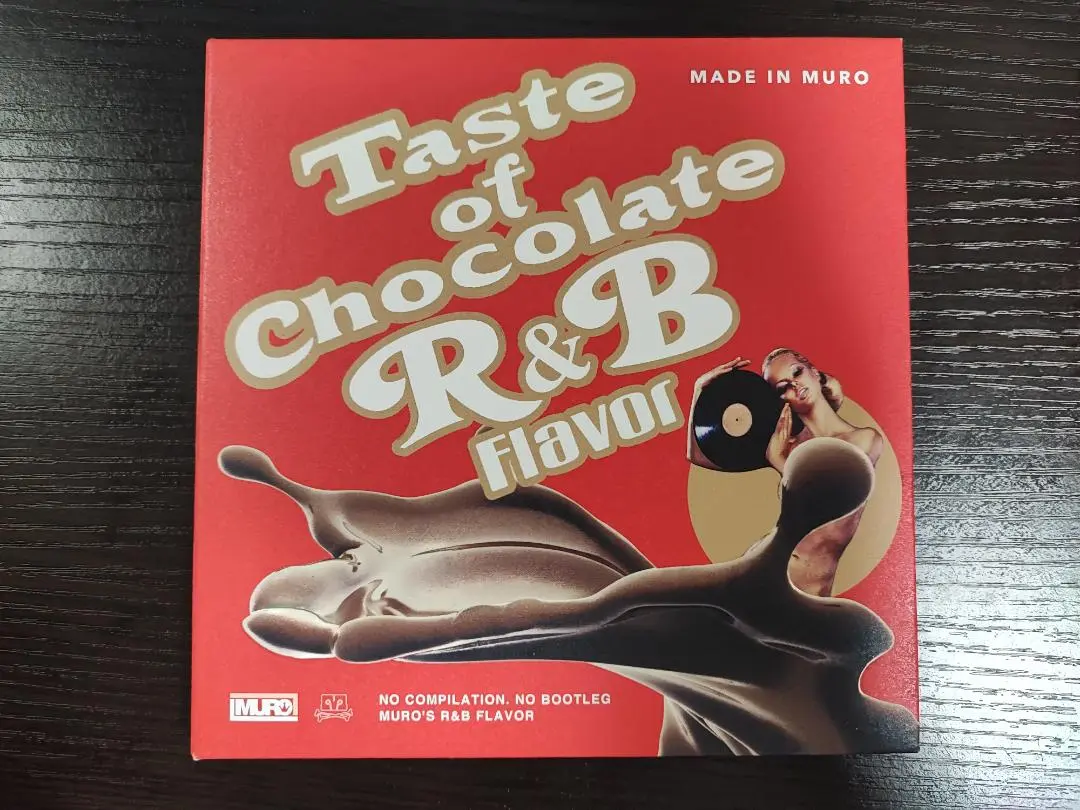 MADE IN MURO
Taste
of
Chocolate
R&B
Flavor
MURO
NO COMPILATION. NO BOOTLEG
MURO'S R&B FLAVOR